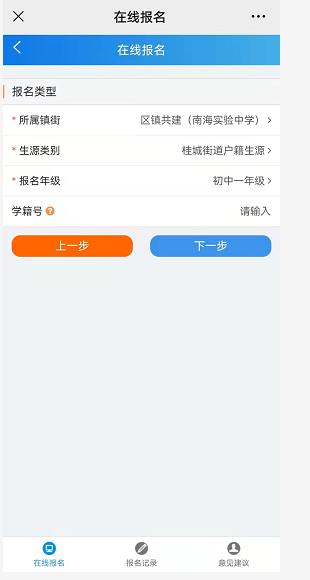 在线报名
在线报名
报名类型
* 所属镇街 区镇共建（南海实验中学）
* 生源类别 桂城街道户籍生源
* 报名年级 初中一年级
学籍号 ? 请输入
上一步 下一步
在线报名 报名记录 意见建议